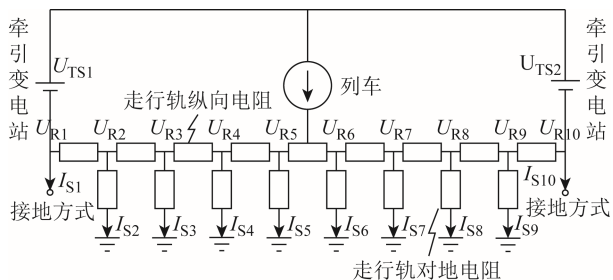 牵引变电站
U_TS1
列车
U_TS2
牵引变电站
走行轨纵向电阻
U_R1 U_R2 U_R3 U_R4 U_R5 U_R6 U_R7 U_R8 U_R9 U_R10
I_S1 I_S10
接地方式 接地方式
I_S2 I_S3 I_S4 I_S5 I_S6 I_S7 I_S8 I_S9
走行轨对地电阻